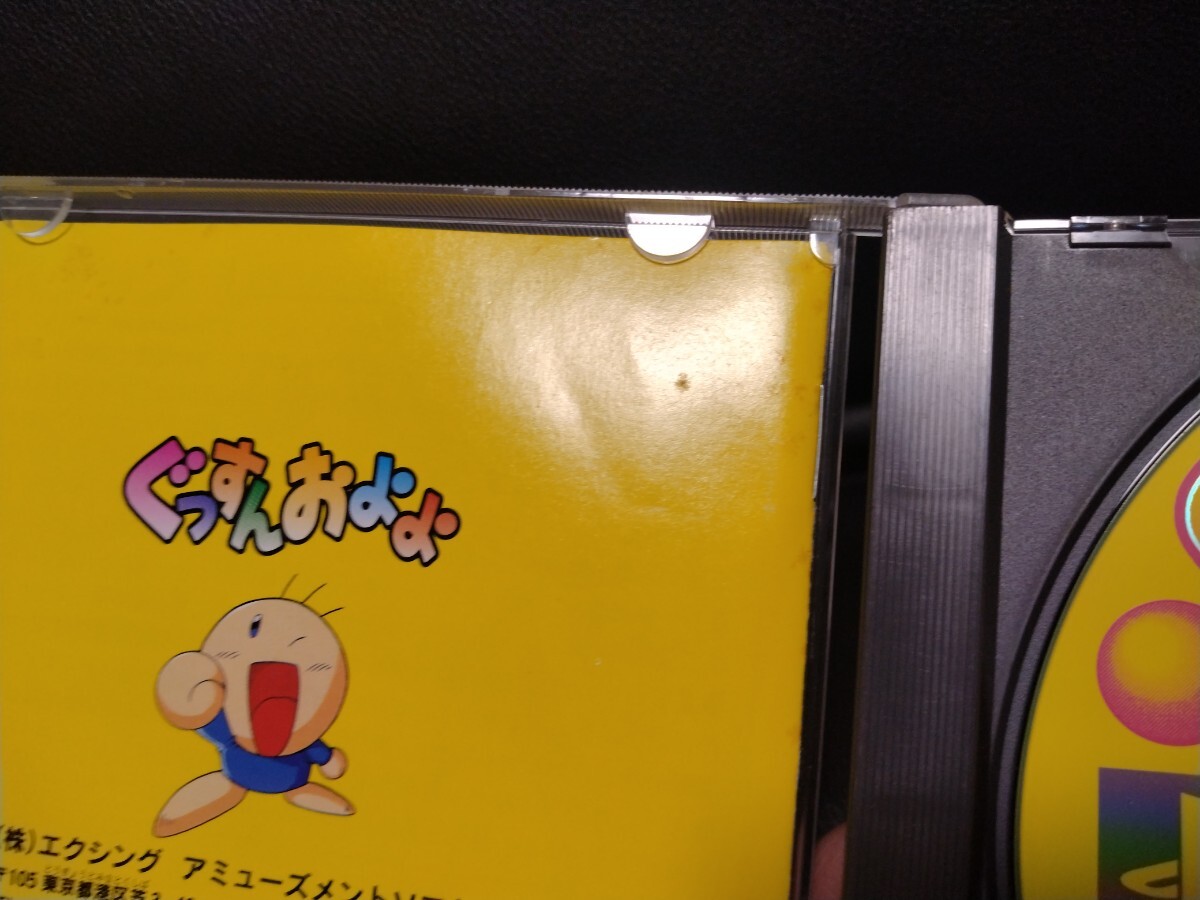 ぐっすんおよよ
(株)エクシング アミューズメントソフ
〒105 東京都港区芝